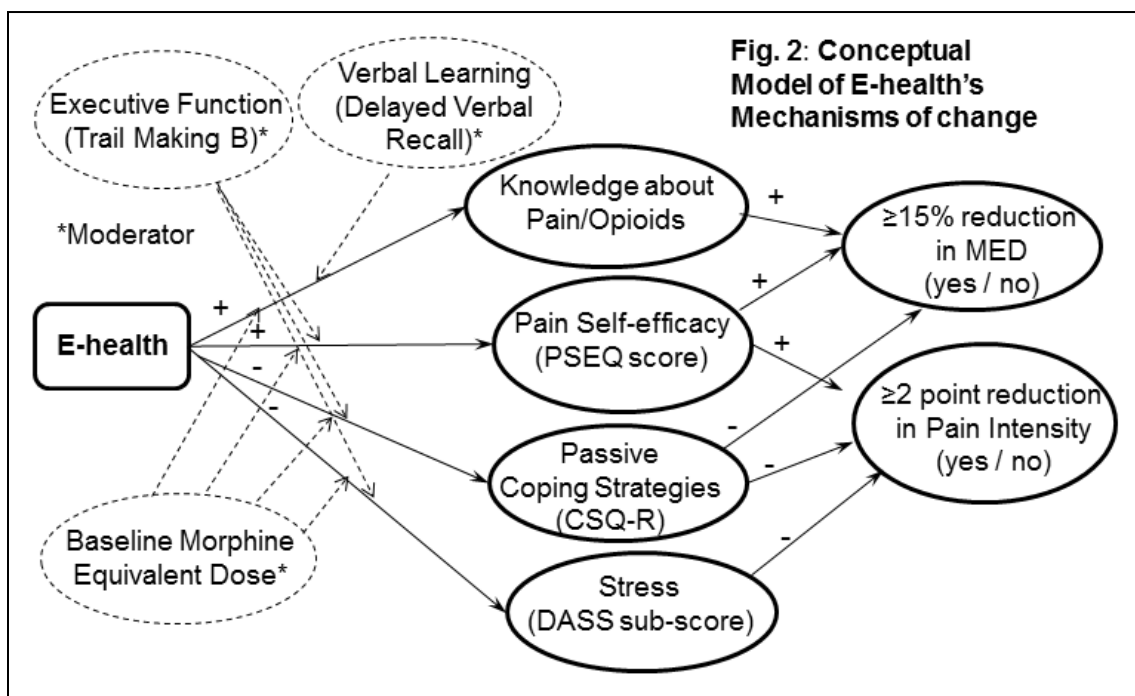 Fig. 2: Conceptual
Model of E-health's
Mechanisms of change
Executive Function
(Trail Making B)*
Verbal Learning
(Delayed Verbal
Recall)*
*Moderator
E-health
+
+
-
-
Baseline Morphine
Equivalent Dose*
Knowledge about
Pain/Opioids
Pain Self-efficacy
(PSEQ score)
Passive
Coping Strategies
(CSQ-R)
Stress
(DASS sub-score)
+
+
+
-
-
-
≥15% reduction
in MED
(yes / no)
≥2 point reduction
in Pain Intensity
(yes / no)